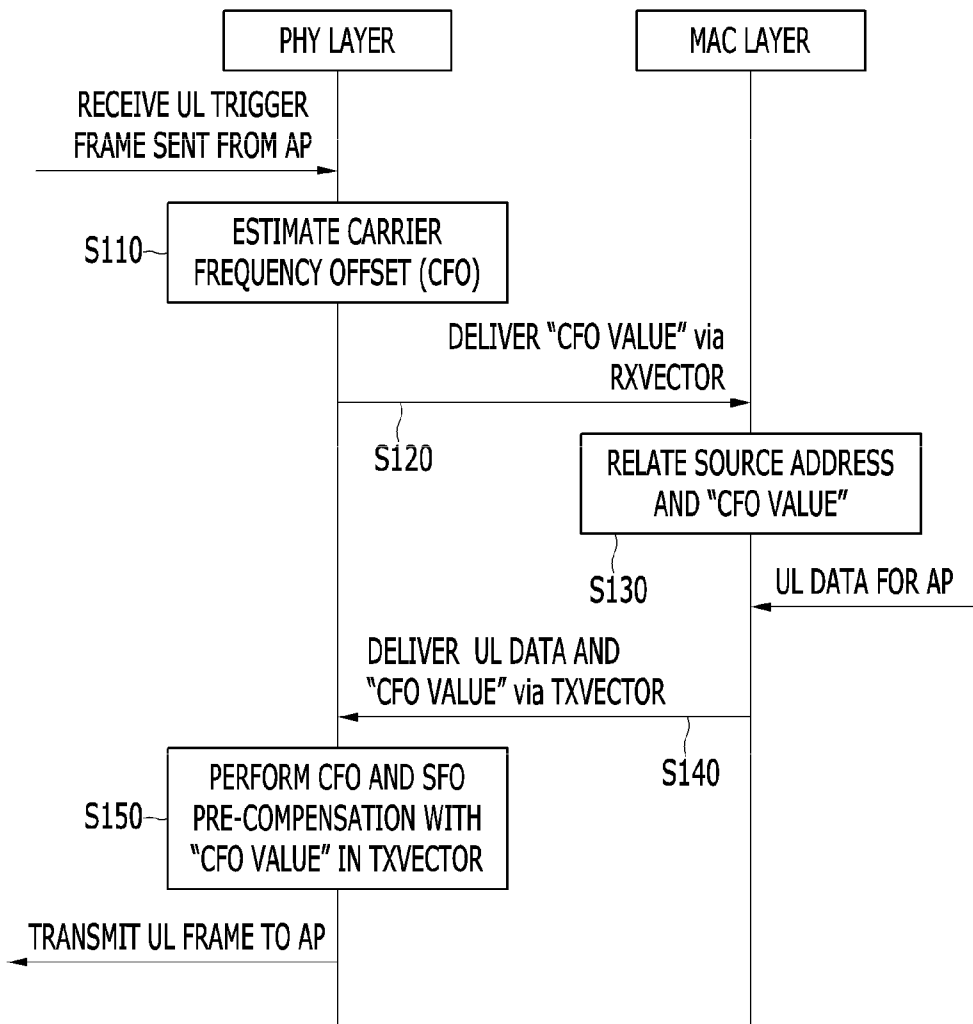 PHY LAYER
MAC LAYER
RECEIVE UL TRIGGER
FRAME SENT FROM AP
S110
ESTIMATE CARRIER
FREQUENCY OFFSET (CFO)
DELIVER “CFO VALUE” via
RXVECTOR
S120
RELATE SOURCE ADDRESS
AND “CFO VALUE”
S130
UL DATA FOR AP
DELIVER UL DATA AND
“CFO VALUE” via TXVECTOR
S140
S150
PERFORM CFO AND SFO
PRE-COMPENSATION WITH
“CFO VALUE” IN TXVECTOR
TRANSMIT UL FRAME TO AP